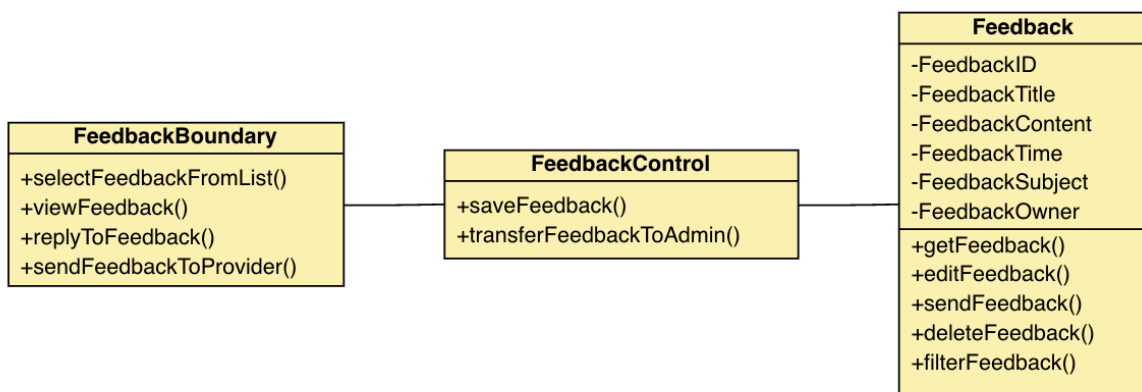 FeedbackBoundary
+selectFeedbackFromList()
+viewFeedback()
+replyToFeedback()
+sendFeedbackToProvider()
FeedbackControl
+saveFeedback()
+transferFeedbackToAdmin()
Feedback
-FeedbackID
-FeedbackTitle
-FeedbackContent
-FeedbackTime
-FeedbackSubject
-FeedbackOwner
+getFeedback()
+editFeedback()
+sendFeedback()
+deleteFeedback()
+filterFeedback()